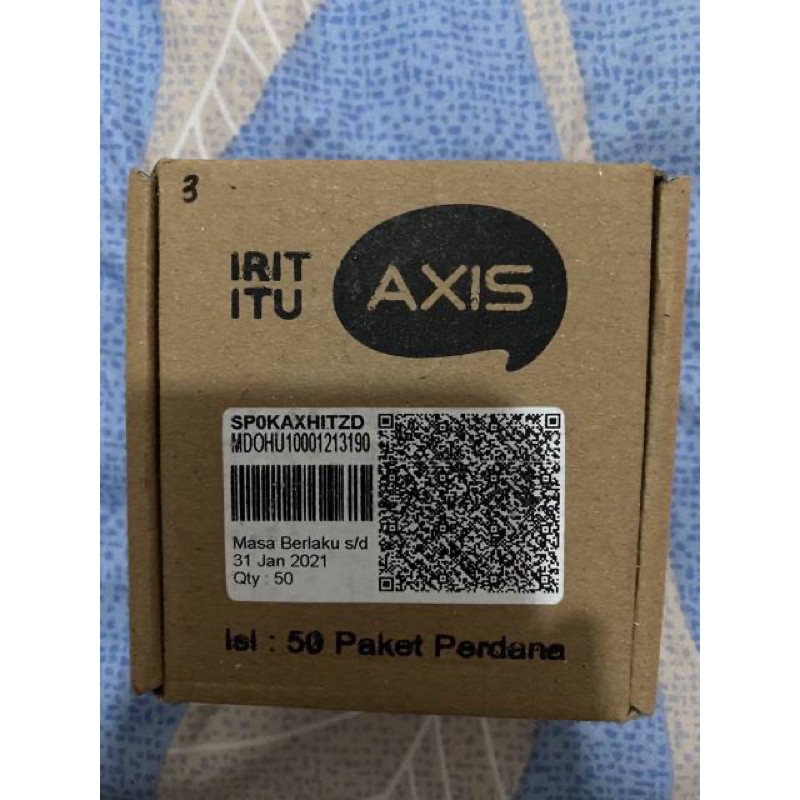 3
IRIT
ITU
AXIS
SP0KAXHITZD
MDOHU10001213190
Masa Berlaku s/d
31 Jan 2021
Qty : 50
Isi : 50 Paket Perdana